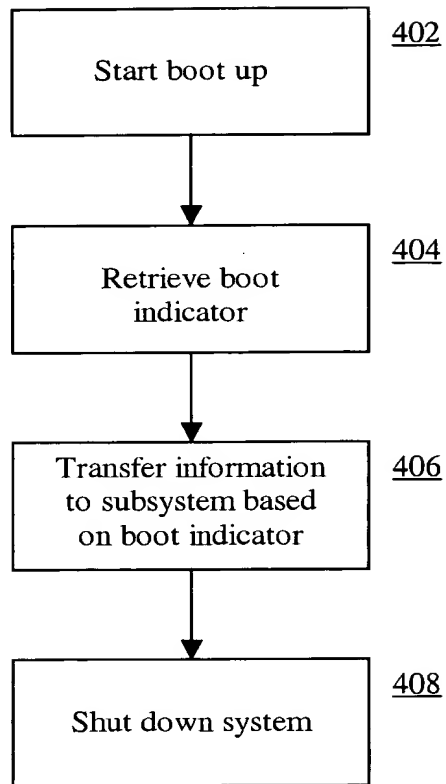 402
Start boot up
404
Retrieve boot
indicator
406
Transfer information
to subsystem based
on boot indicator
408
Shut down system